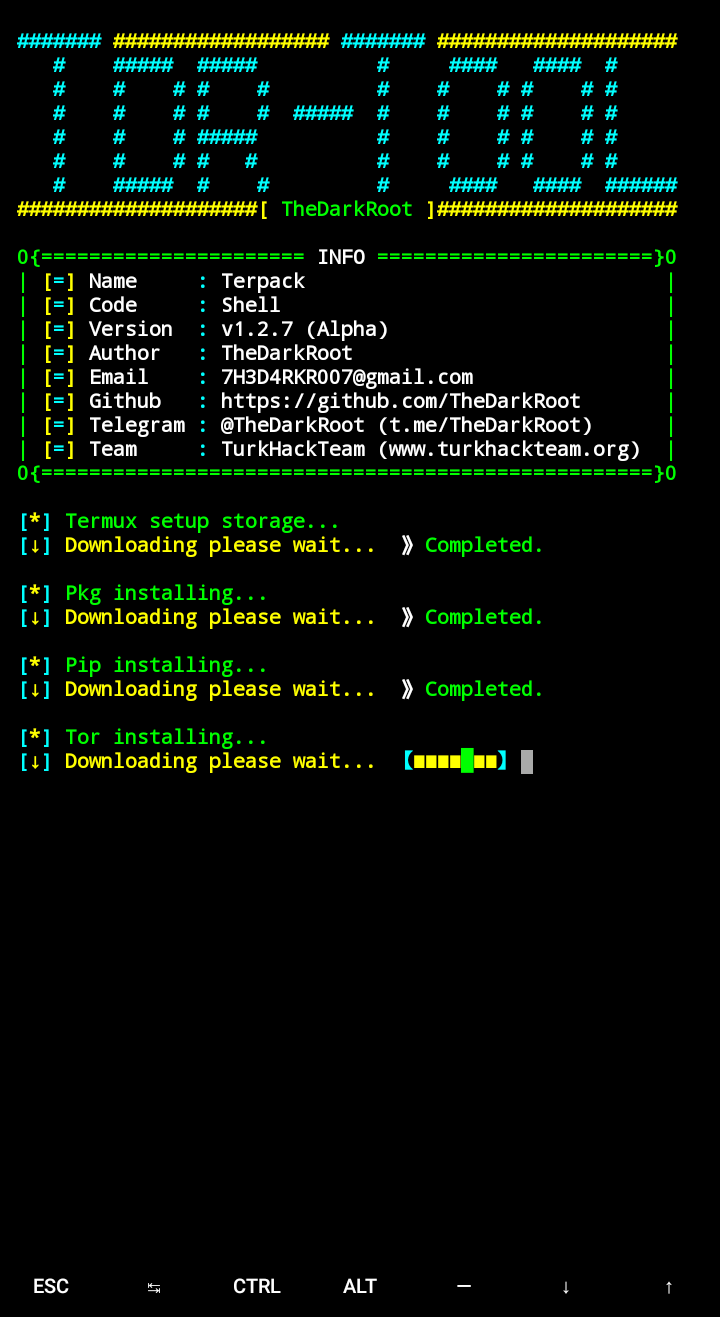 ####### ################## ####### ####################
   #    #####  #####          #     ####   ####  #
   #    #    # #    #         #    #    # #    # #
   #    #    # #    #  #####  #    #    # #    # #
   #    #    # #####          #    #    # #    # #
   #    #    # #   #          #    #    # #    # #
   #    #####  #    #         #     ####   ####  ######
####################[ TheDarkRoot ]####################
O{====================== INFO =======================}O
| [=] Name     : Terpack                              |
| [=] Code     : Shell                                |
| [=] Version  : v1.2.7 (Alpha)                       |
| [=] Author   : TheDarkRoot                          |
| [=] Email    : 7H3D4RKR007@gmail.com                |
| [=] Github   : https://github.com/TheDarkRoot       |
| [=] Telegram : @TheDarkRoot (t.me/TheDarkRoot)      |
| [=] Team     : TurkHackTeam (www.turkhackteam.org)  |
O{===================================================}O
[*] Termux setup storage...
[↓] Downloading please wait...  》Completed.
[*] Pkg installing...
[↓] Downloading please wait...  》Completed.
[*] Pip installing...
[↓] Downloading please wait...  》Completed.
[*] Tor installing...
[↓] Downloading please wait...  【■■■■█■■】
ESC ↹ CTRL ALT ― ↓ ↑